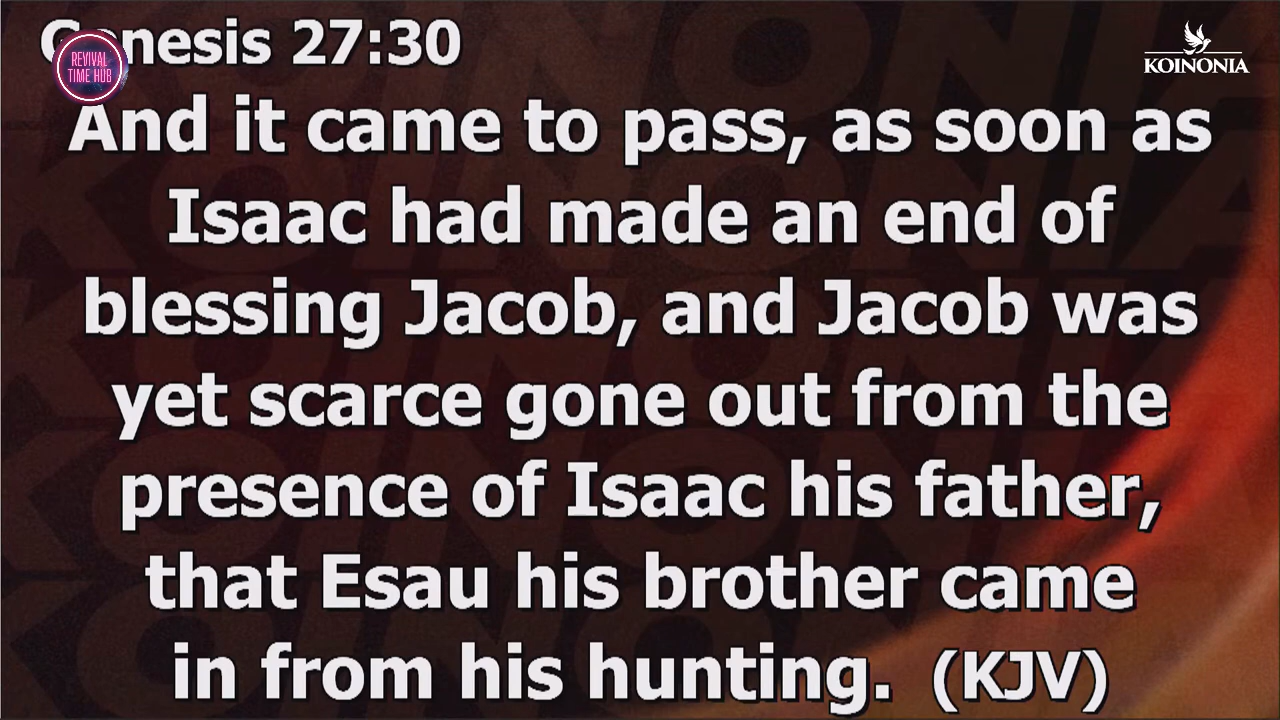 Genesis 27:30
REVIVAL
TIME HUB
KOINONIA
And it came to pass, as soon as
Isaac had made an end of
blessing Jacob, and Jacob was
yet scarce gone out from the
presence of Isaac his father,
that Esau his brother came
in from his hunting. (KJV)